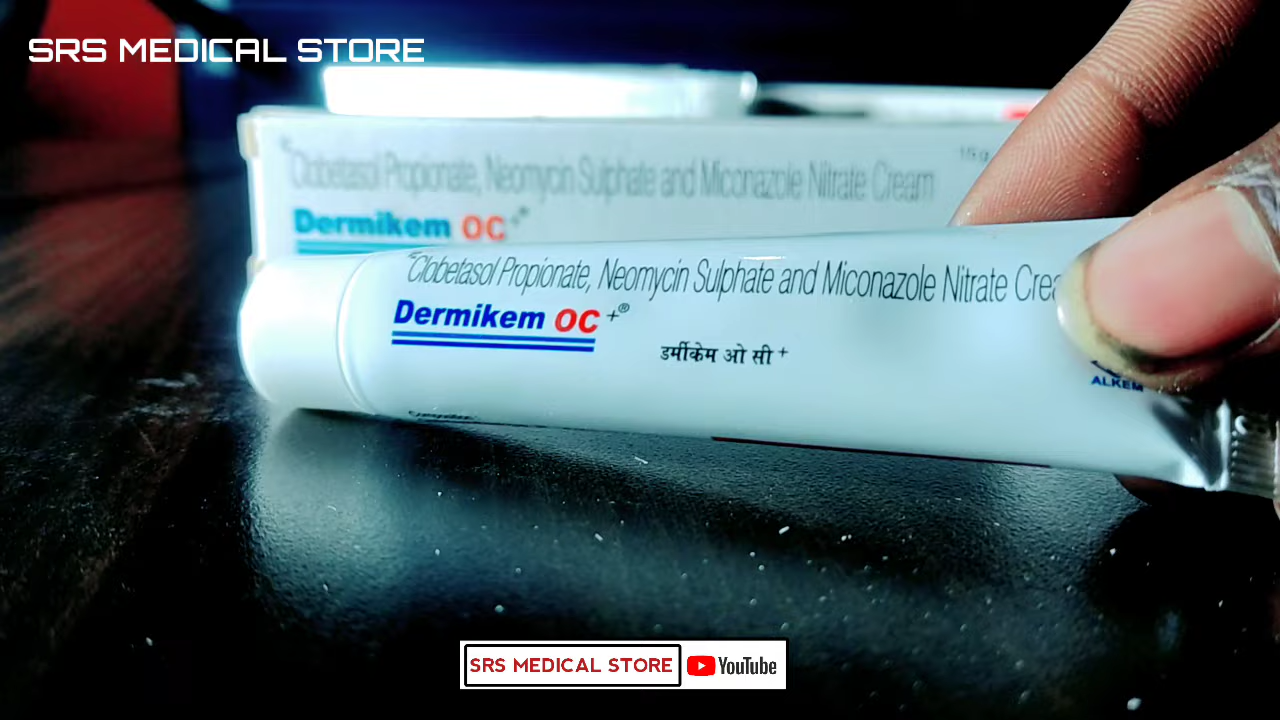 SRS MEDICAL STORE
Clobetasol Propionate, Neomycin Sulphate and Miconazole Nitrate Cream
15 g
Dermikem OC+®
Clobetasol Propionate, Neomycin Sulphate and Miconazole Nitrate Crea
Dermikem OC+®
डर्मीकेम ओ सी+
ALKEM
SRS MEDICAL STORE YouTube